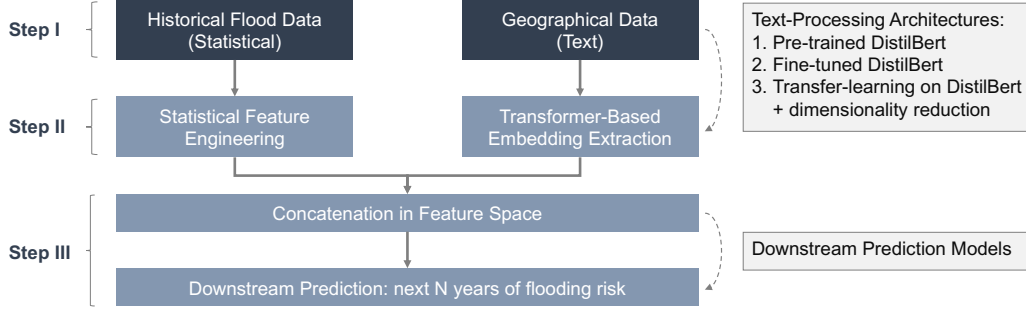 Step I
Historical Flood Data
(Statistical)
Geographical Data
(Text)
Text-Processing Architectures:
1. Pre-trained DistilBert
2. Fine-tuned DistilBert
3. Transfer-learning on DistilBert
+ dimensionality reduction
Step II
Statistical Feature
Engineering
Transformer-Based
Embedding Extraction
Step III
Concatenation in Feature Space
Downstream Prediction: next N years of flooding risk
Downstream Prediction Models